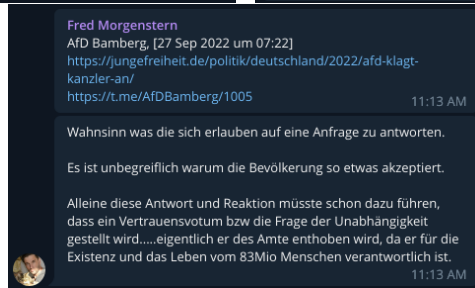 Fred Morgenstern
AfD Bamberg, [27 Sep 2022 um 07:22]
https://jungefreiheit.de/politik/deutschland/2022/afd-klagt-
kanzler-an/
https://t.me/AfDBamberg/1005
11:13 AM
Wahnsinn was die sich erlauben auf eine Anfrage zu antworten.
Es ist unbegreiflich warum die Bevölkerung so etwas akzeptiert.
Alleine diese Antwort und Reaktion müsste schon dazu führen,
dass ein Vertrauensvotum bzw die Frage der Unabhängigkeit
gestellt wird.....eigentlich er des Amte enthoben wird, da er für die
Existenz und das Leben vom 83Mio Menschen verantwortlich ist.
11:13 AM